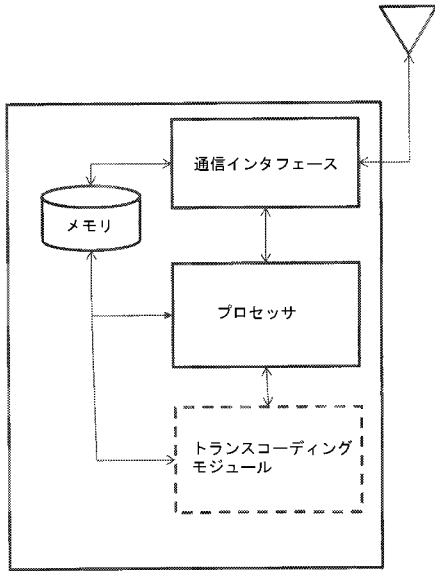 通信インタフェース
メモリ
プロセッサ
トランスコーディング
モジュール